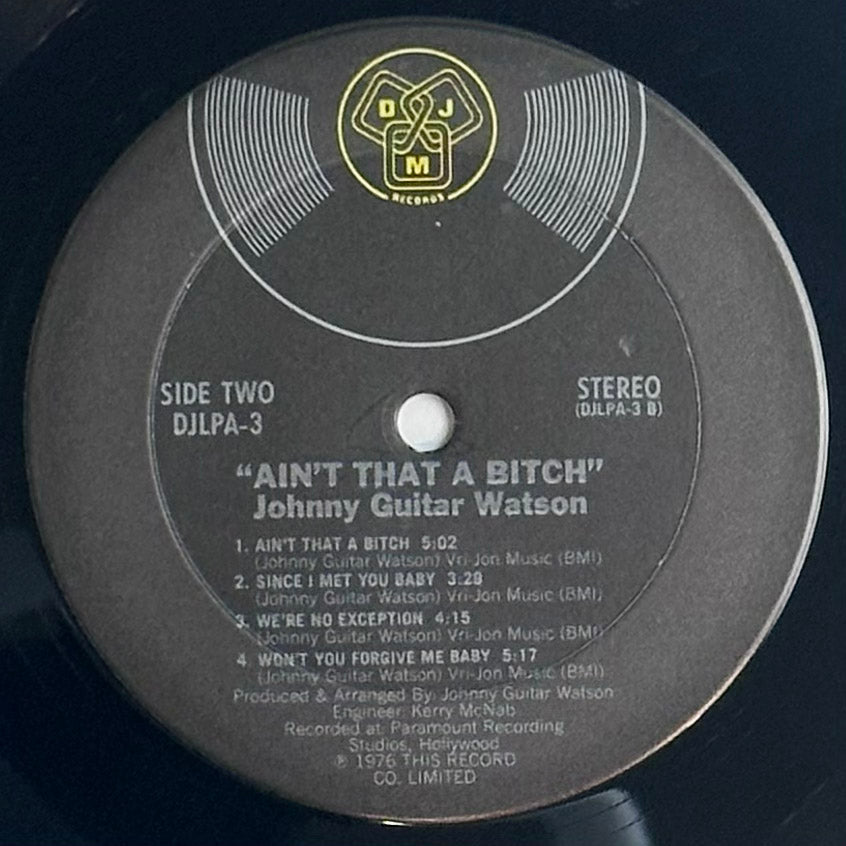 D J
M
RECORDS
SIDE TWO
DJLPA-3
STEREO
(DJLPA-3 B)
"AIN'T THAT A BITCH"
Johnny Guitar Watson
1. AIN'T THAT A BITCH 5:02
(Johnny Guitar Watson) Vri-Jon Music (BMI)
2. SINCE I MET YOU BABY 3:28
(Johnny Guitar Watson) Vri-Jon Music (BMI)
3. WE'RE NO EXCEPTION 4:15
(Johnny Guitar Watson) Vri-Jon Music (BMI)
4. WON'T YOU FORGIVE ME BABY 5:17
(Johnny Guitar Watson) Vri-Jon Music (BMI)
Produced & Arranged By: Johnny Guitar Watson
Engineer: Kerry McNab
Recorded at: Paramount Recording
Studios, Hollywood
℗ 1976 THIS RECORD
CO. LIMITED